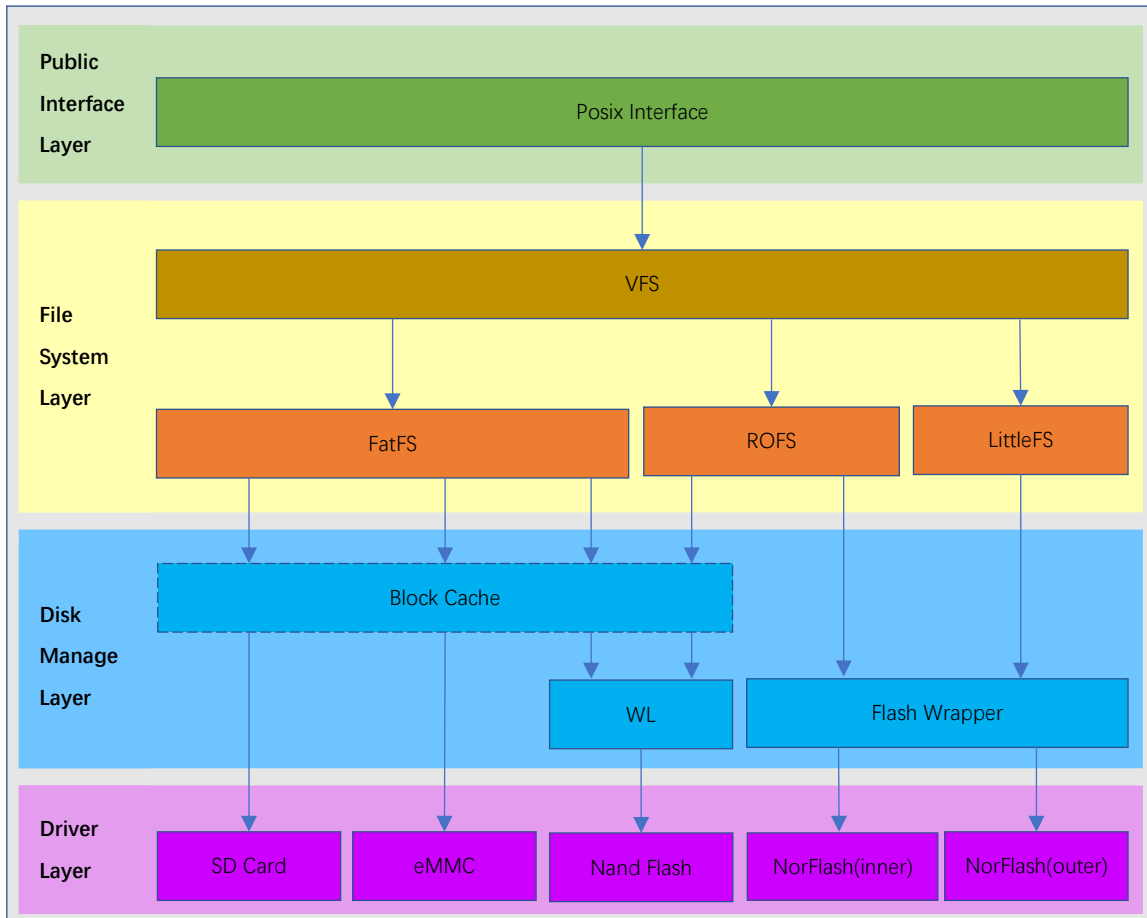 Public
Interface
Layer
Posix Interface
File
System
Layer
VFS
FatFS
ROFS
LittleFS
Disk
Manage
Layer
Block Cache
WL
Flash Wrapper
Driver
Layer
SD Card
eMMC
Nand Flash
NorFlash(inner)
NorFlash(outer)